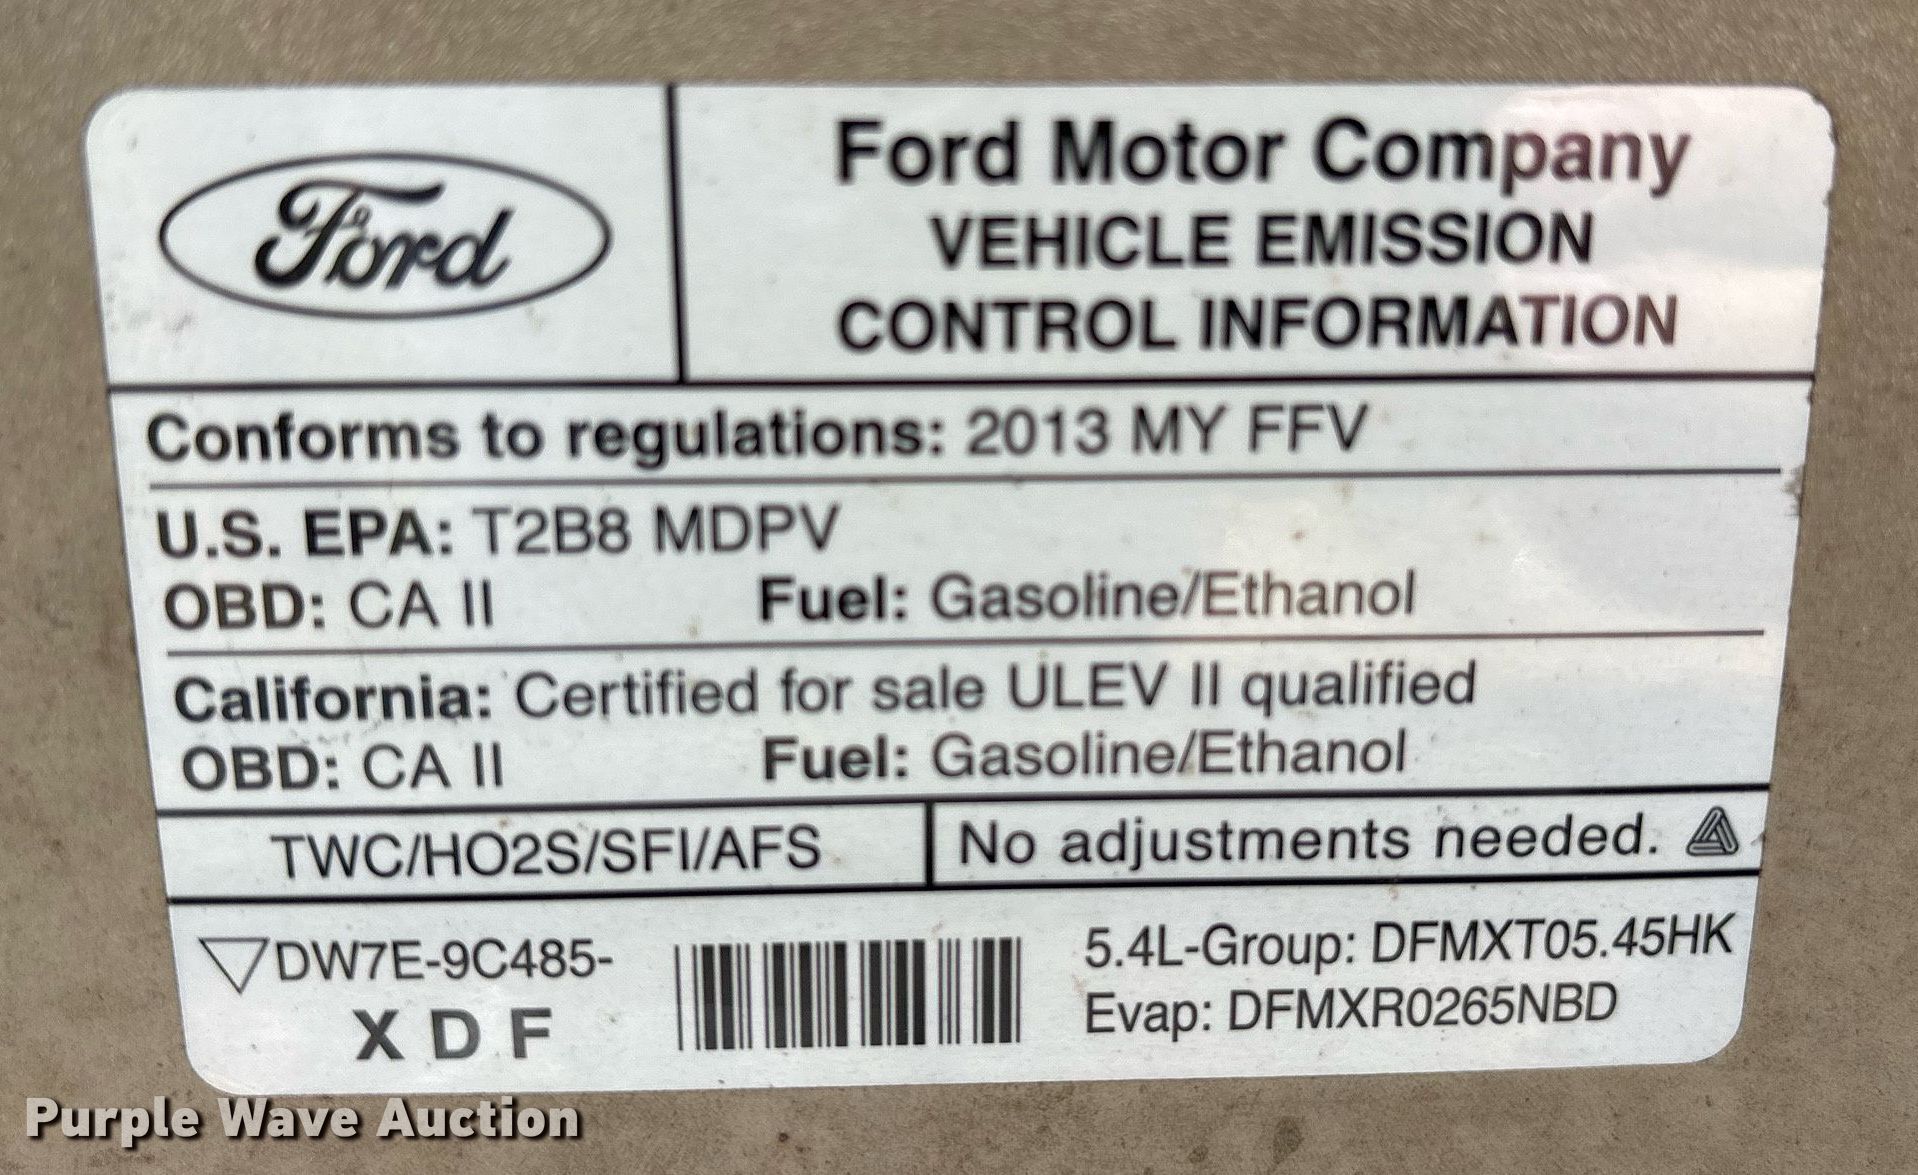 Ford
Ford Motor Company
VEHICLE EMISSION
CONTROL INFORMATION
Conforms to regulations: 2013 MY FFV
U.S. EPA: T2B8 MDPV
OBD: CA II Fuel: Gasoline/Ethanol
California: Certified for sale ULEV II qualified
OBD: CA II Fuel: Gasoline/Ethanol
TWC/HO2S/SFI/AFS
No adjustments needed.
DW7E-9C485-
X D F
5.4L-Group: DFMXT05.45HK
Evap: DFMXR0265NBD
Purple Wave Auction